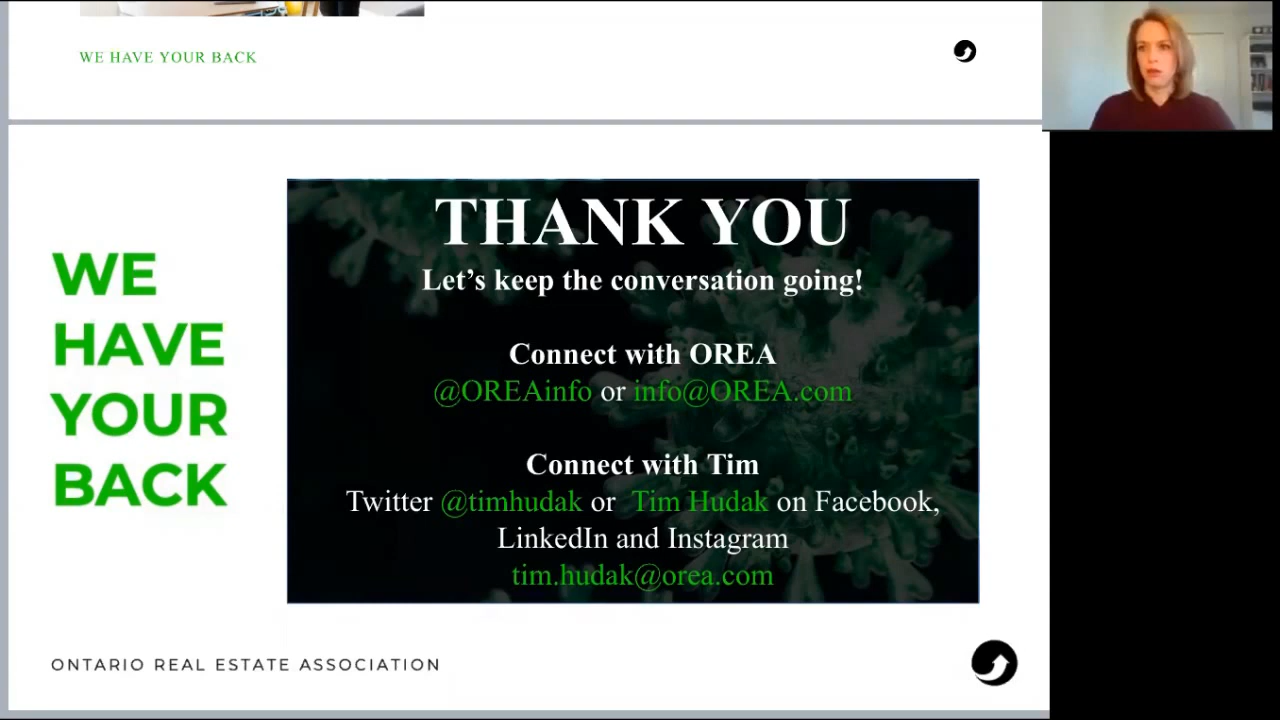 WE HAVE YOUR BACK
WE
HAVE
YOUR
BACK
THANK YOU
Let’s keep the conversation going!
Connect with OREA
@OREAinfo or info@OREA.com
Connect with Tim
Twitter @timhudak or Tim Hudak on Facebook,
LinkedIn and Instagram
tim.hudak@orea.com
ONTARIO REAL ESTATE ASSOCIATION